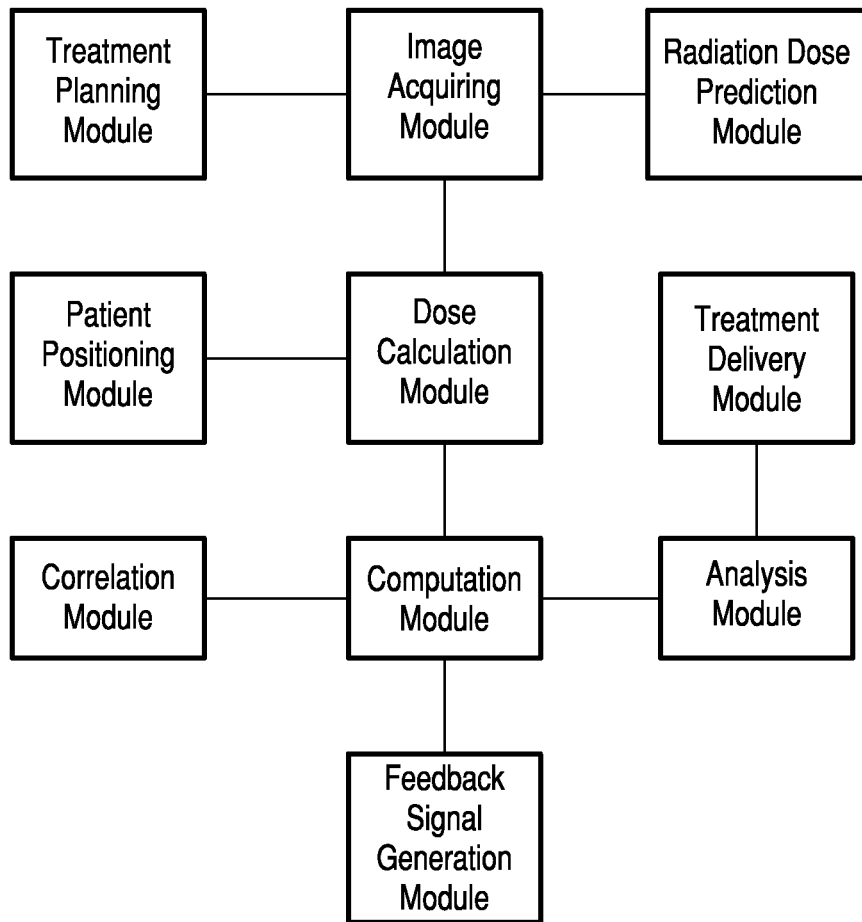 Treatment
Planning
Module
Image
Acquiring
Module
Radiation Dose
Prediction
Module
Patient
Positioning
Module
Dose
Calculation
Module
Treatment
Delivery
Module
Correlation
Module
Computation
Module
Analysis
Module
Feedback
Signal
Generation
Module